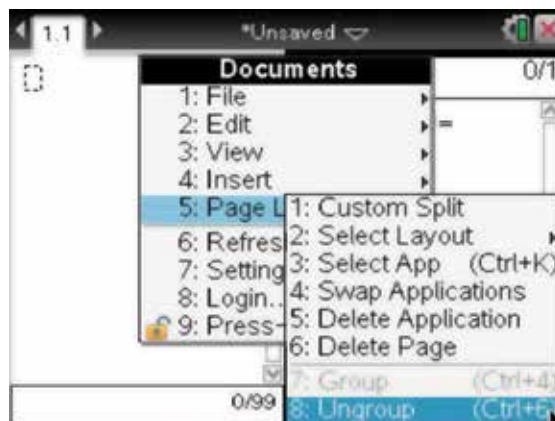 1.1 *Unsaved
Documents 0/1
1: File
2: Edit
3: View =
4: Insert
5: Page L
6: Refres
7: Setting
8: Login..
9: Press-
1: Custom Split
2: Select Layout
3: Select App (Ctrl+K)
4: Swap Applications
5: Delete Application
6: Delete Page
7: Group (Ctrl+4)
8: Ungroup (Ctrl+6)
0/99